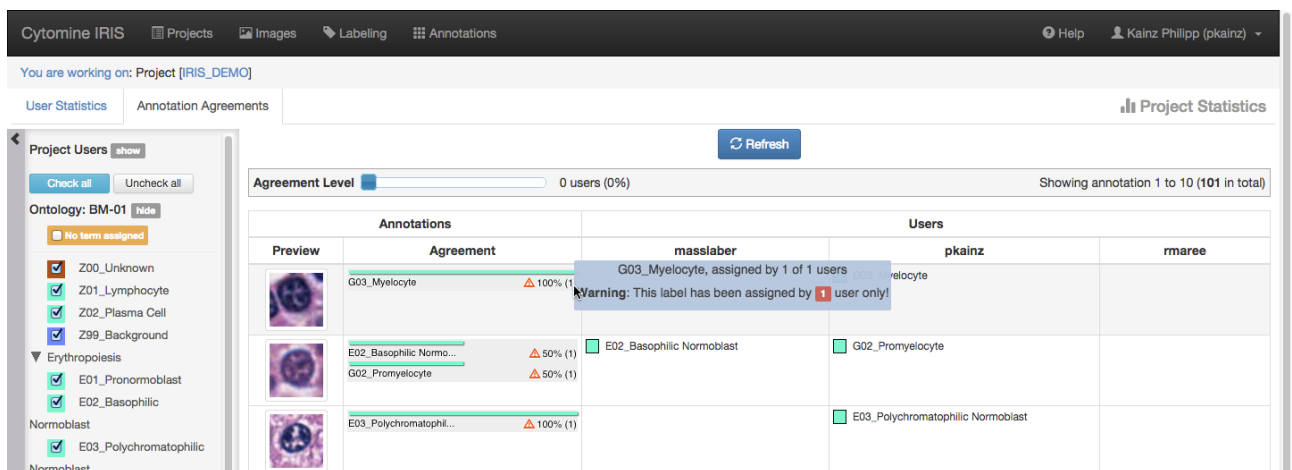 Cytomine IRIS Projects Images Labeling Annotations Help Kainz Philipp (pkainz)
You are working on: Project [IRIS_DEMO]
User Statistics Annotation Agreements Project Statistics
Project Users show
Refresh
Check all Uncheck all
Agreement Level 0 users (0%) Showing annotation 1 to 10 (101 in total)
Ontology: BM-01 hide
No term assigned
Annotations Users
Preview Agreement masslaber pkainz rmaree
Z00_Unknown
Z01_Lymphocyte
Z02_Plasma Cell
Z99_Background
Erythropoiesis
E01_Pronormoblast
E02_Basophilic
Normoblast
E03_Polychromatophilic
Normoblast
G03_Myelocyte 100% (1)
G03_Myelocyte, assigned by 1 of 1 users
Warning: This label has been assigned by 1 user only!
G03_Myelocyte
E02_Basophilic Normo... 50% (1)
G02_Promyelocyte 50% (1)
E02_Basophilic Normoblast
G02_Promyelocyte
E03_Polychromatophil... 100% (1)
E03_Polychromatophilic Normoblast